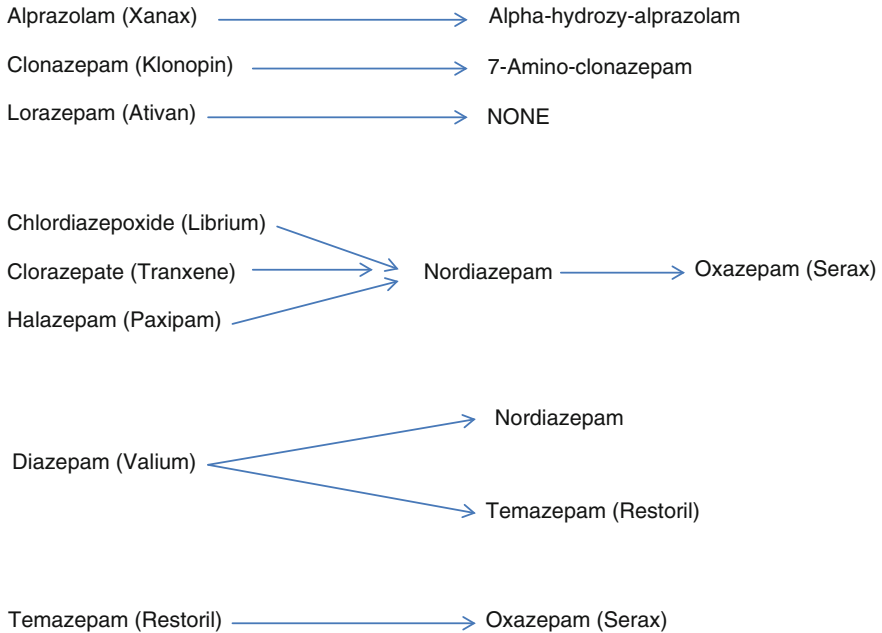 Alprazolam (Xanax) Alpha-hydrozy-alprazolam
Clonazepam (Klonopin) 7-Amino-clonazepam
Lorazepam (Ativan) NONE
Chlordiazepoxide (Librium)
Clorazepate (Tranxene) Nordiazepam Oxazepam (Serax)
Halazepam (Paxipam)
Nordiazepam
Diazepam (Valium)
Temazepam (Restoril)
Temazepam (Restoril) Oxazepam (Serax)